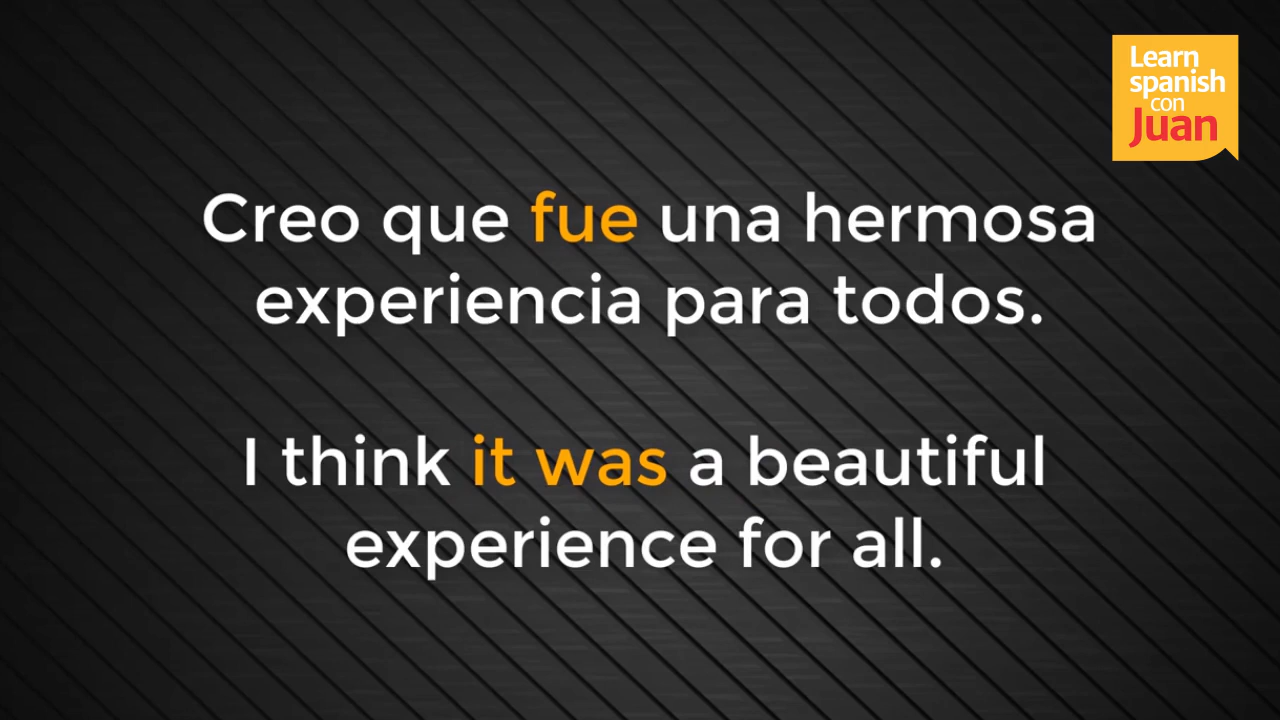 Learn
spanish
con
Juan
Creo que fue una hermosa
experiencia para todos.
I think it was a beautiful
experience for all.